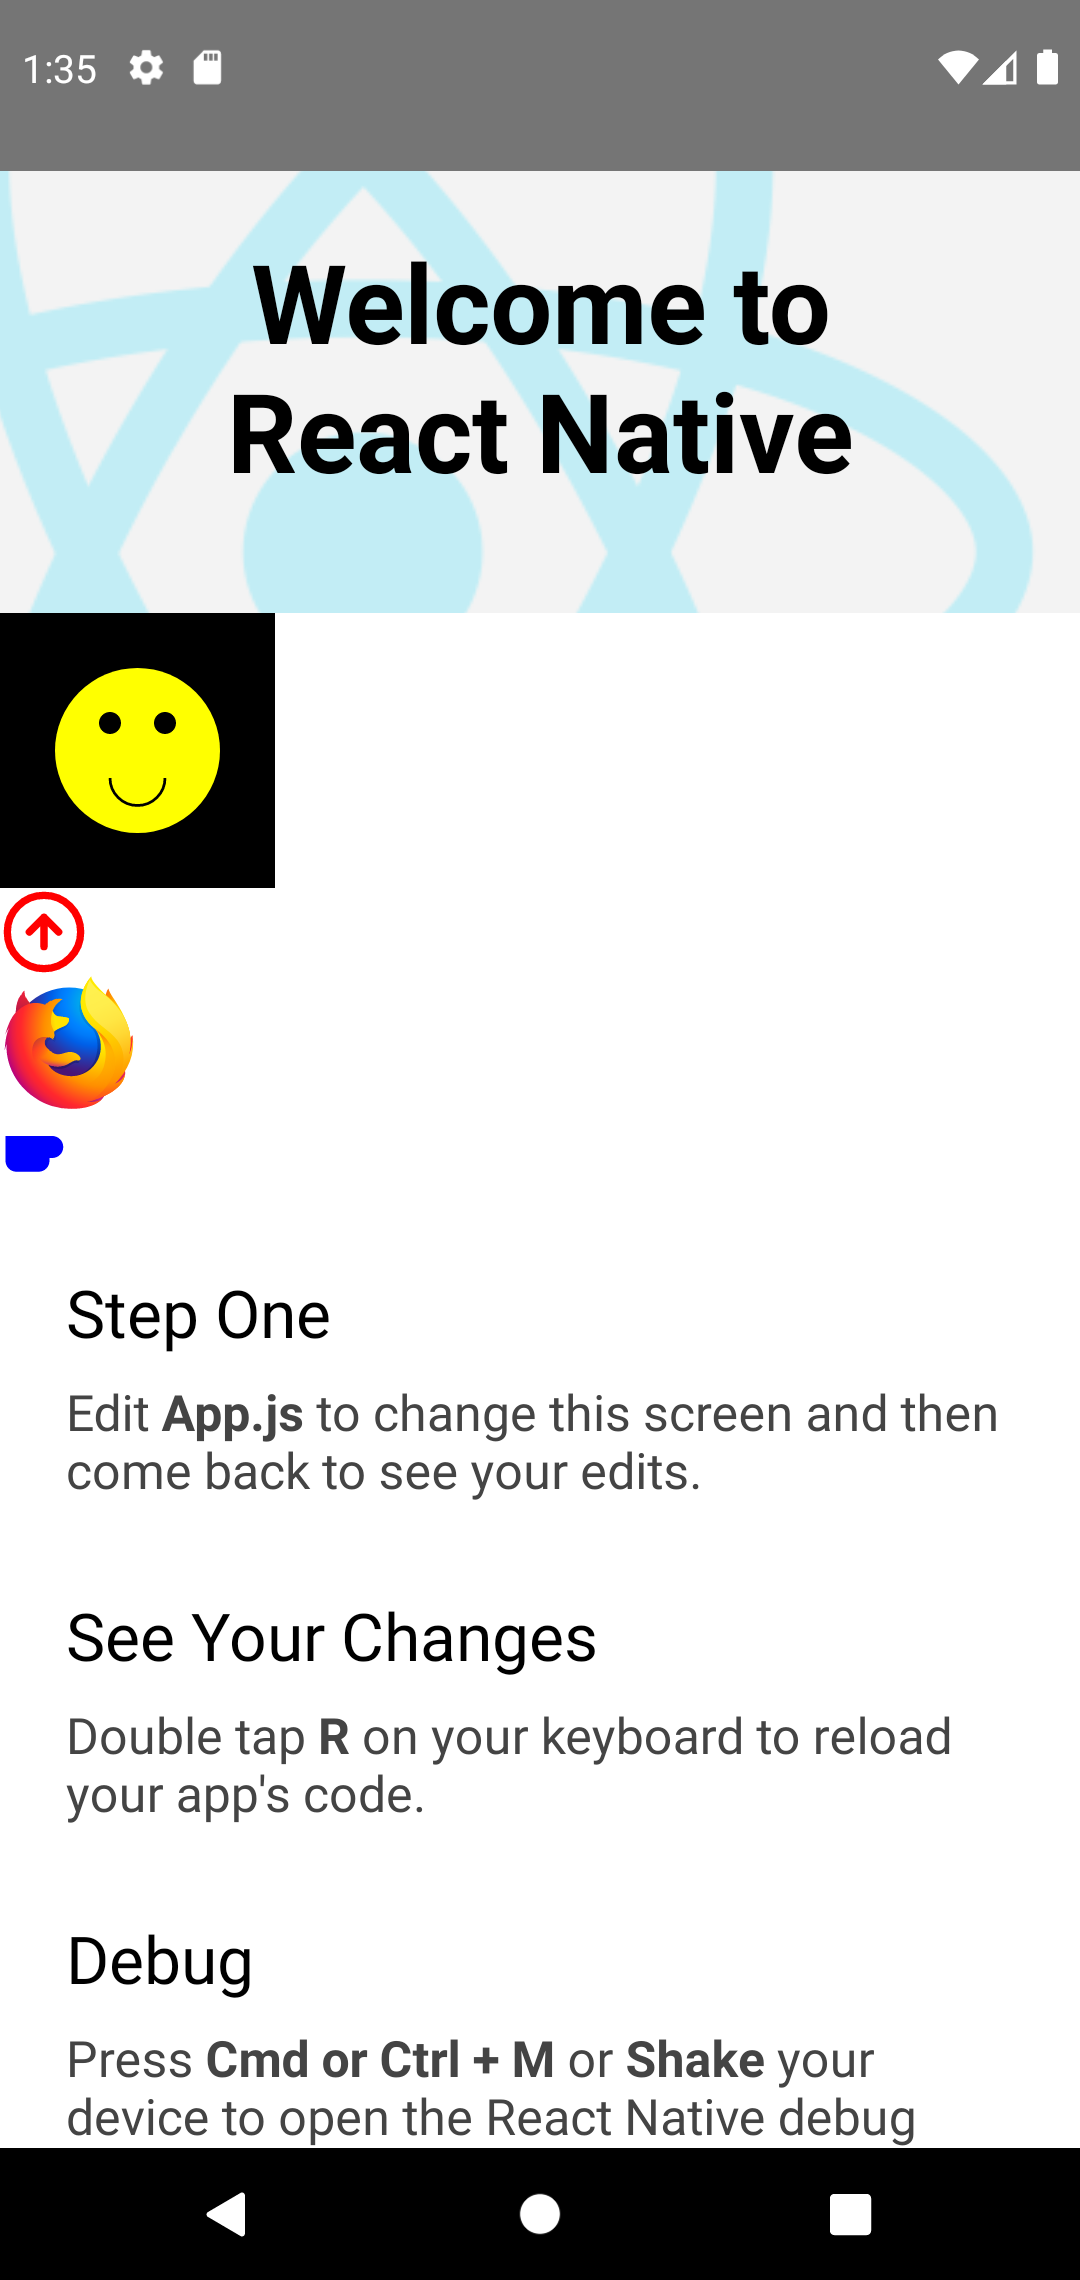 1:35
Welcome to
React Native
Step One
Edit App.js to change this screen and then
come back to see your edits.
See Your Changes
Double tap R on your keyboard to reload
your app's code.
Debug
Press Cmd or Ctrl + M or Shake your
device to open the React Native debug